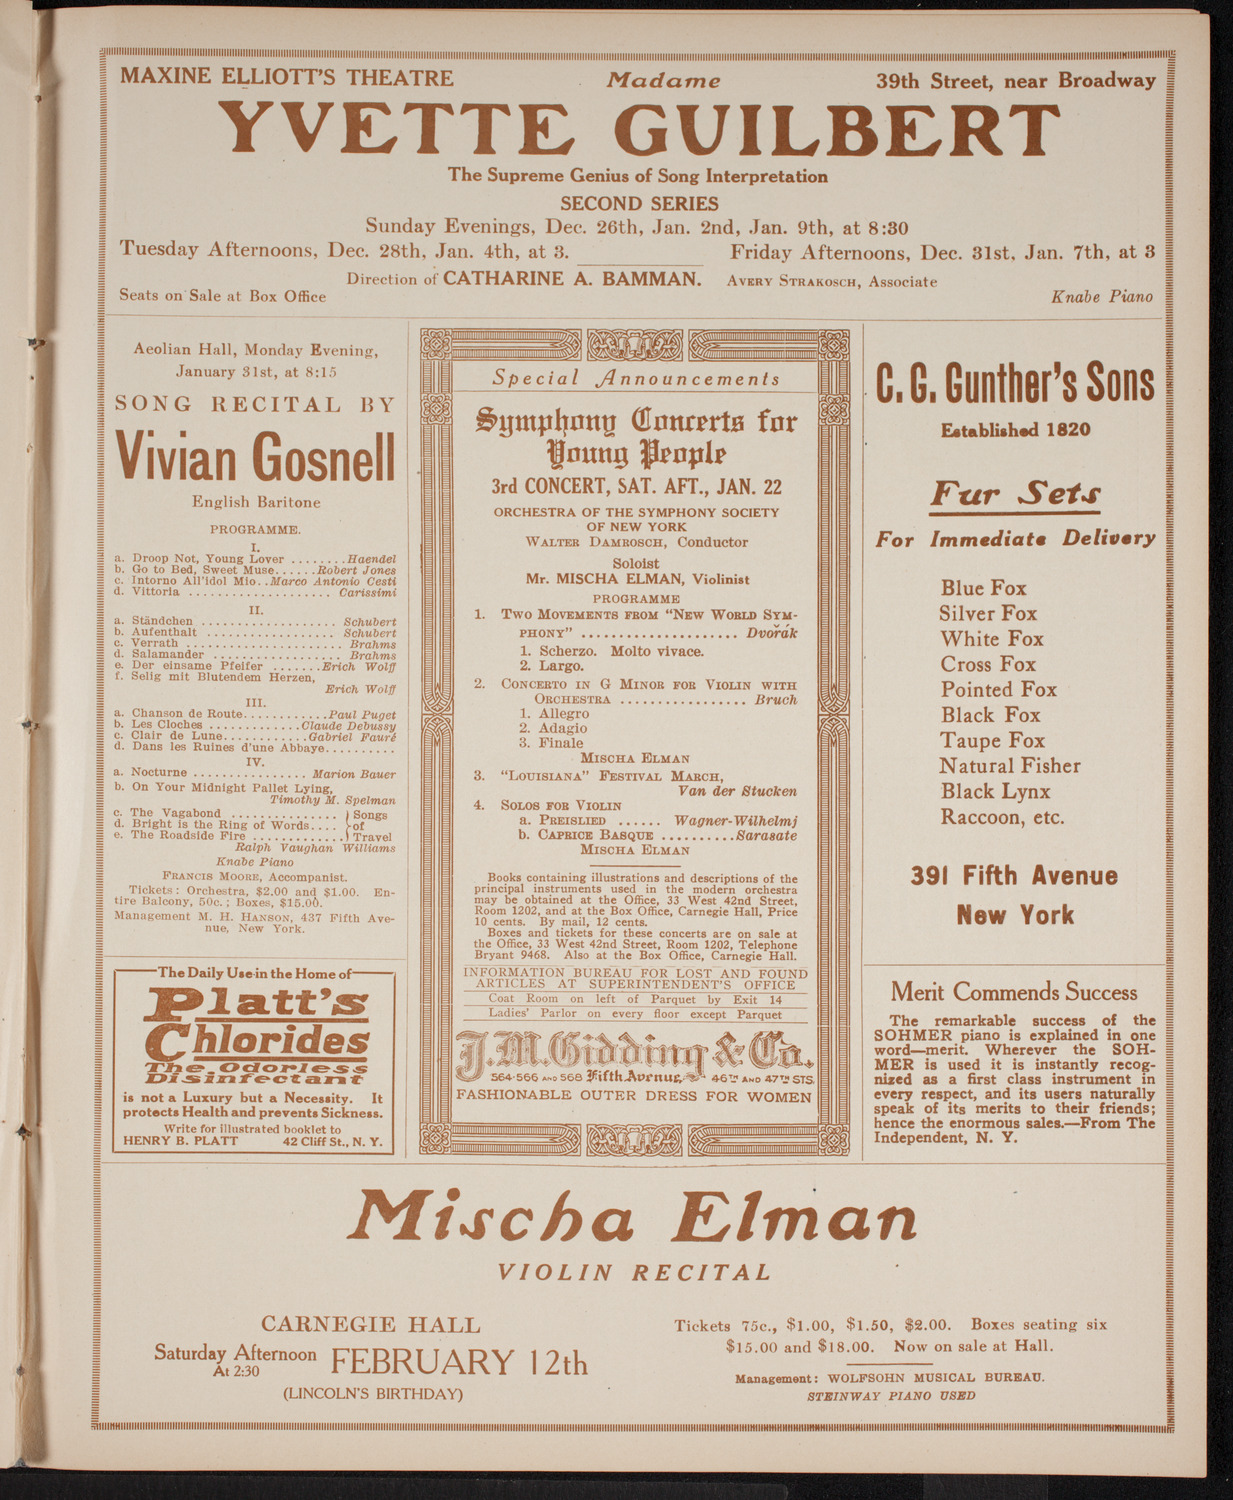 MAXINE ELLIOTT'S THEATRE Madame 39th Street, near Broadway
YVETTE GUILBERT
The Supreme Genius of Song Interpretation
SECOND SERIES
Sunday Evenings, Dec. 26th, Jan. 2nd, Jan. 9th, at 8:30
Tuesday Afternoons, Dec. 28th, Jan. 4th, at 3. Friday Afternoons, Dec. 31st, Jan. 7th, at 3
Direction of CATHARINE A. BAMMAN. AVERY STRAKOSCH, Associate
Seats on Sale at Box Office Knabe Piano
Aeolian Hall, Monday Evening,
January 31st, at 8:15
SONG RECITAL BY
Vivian Gosnell
English Baritone
PROGRAMME.
I.
a. Droop Not, Young Lover ........Haendel
b. Go to Bed, Sweet Muse......Robert Jones
c. Intorno All'idol Mio..Marco Antonio Cesti
d. Vittoria .................... Carissimi
II.
a. Ständchen ................... Schubert
b. Aufenthalt .................. Schubert
c. Verrath ...................... Brahms
d. Salamander ................... Brahms
e. Der einsame Pfeifer .......Erich Wolff
f. Selig mit Blutendem Herzen,
Erich Wolff
III.
a. Chanson de Route............Paul Puget
b. Les Cloches .............Claude Debussy
c. Clair de Lune............Gabriel Fauré
d. Dans les Ruines d'une Abbaye..........
IV.
a. Nocturne ................ Marion Bauer
b. On Your Midnight Pallet Lying,
Timothy M. Spelman
c. The Vagabond ............... } Songs
d. Bright is the Ring of Words.... } of
e. The Roadside Fire ............. } Travel
Ralph Vaughan Williams
Knabe Piano
FRANCIS MOORE, Accompanist.
Tickets: Orchestra, $2.00 and $1.00. En-
tire Balcony, 50c.; Boxes, $15.00.
Management M. H. HANSON, 437 Fifth Ave-
nue, New York.
The Daily Use in the Home of
Platt's
Chlorides
The Odorless
Disinfectant
is not a Luxury but a Necessity. It
protects Health and prevents Sickness.
Write for illustrated booklet to
HENRY B. PLATT 42 Cliff St., N. Y.
Special Announcements
Symphony Concerts for
Young People
3rd CONCERT, SAT. AFT., JAN. 22
ORCHESTRA OF THE SYMPHONY SOCIETY
OF NEW YORK
WALTER DAMROSCH, Conductor
Soloist
Mr. MISCHA ELMAN, Violinist
PROGRAMME
1. TWO MOVEMENTS FROM "NEW WORLD SYM-
PHONY" .................... Dvořák
1. Scherzo. Molto vivace.
2. Largo.
2. CONCERTO IN G MINOR FOR VIOLIN WITH
ORCHESTRA ................ Bruch
1. Allegro
2. Adagio
3. Finale
MISCHA ELMAN
3. "LOUISIANA" FESTIVAL MARCH,
Van der Stucken
4. SOLOS FOR VIOLIN
a. PREISLIED ...... Wagner-Wilhelmj
b. CAPRICE BASQUE ..........Sarasate
MISCHA ELMAN
Books containing illustrations and descriptions of the
principal instruments used in the modern orchestra
may be obtained at the Office, 33 West 42nd Street,
Room 1202, and at the Box Office, Carnegie Hall, Price
10 cents. By mail, 12 cents.
Boxes and tickets for these concerts are on sale at
the Office, 33 West 42nd Street, Room 1202, Telephone
Bryant 9468. Also at the Box Office, Carnegie Hall.
INFORMATION BUREAU FOR LOST AND FOUND
ARTICLES AT SUPERINTENDENT'S OFFICE
Coat Room on left of Parquet by Exit 14
Ladies' Parlor on every floor except Parquet
J.M. Gidding & Co.
564-566 AND 568 Fifth Avenue, 46TH AND 47TH STS.
FASHIONABLE OUTER DRESS FOR WOMEN
C. G. Gunther's Sons
Established 1820
Fur Sets
For Immediate Delivery
Blue Fox
Silver Fox
White Fox
Cross Fox
Pointed Fox
Black Fox
Taupe Fox
Natural Fisher
Black Lynx
Raccoon, etc.
391 Fifth Avenue
New York
Merit Commends Success
The remarkable success of the
SOHMER piano is explained in one
word—merit. Wherever the SOH-
MER is used it is instantly recog-
nized as a first class instrument in
every respect, and its users naturally
speak of its merits to their friends;
hence the enormous sales.—From The
Independent, N. Y.
Mischa Elman
VIOLIN RECITAL
CARNEGIE HALL
Saturday Afternoon At 2:30 FEBRUARY 12th
(LINCOLN'S BIRTHDAY)
Tickets 75c., $1.00, $1.50, $2.00. Boxes seating six
$15.00 and $18.00. Now on sale at Hall.
Management: WOLFSOHN MUSICAL BUREAU.
STEINWAY PIANO USED